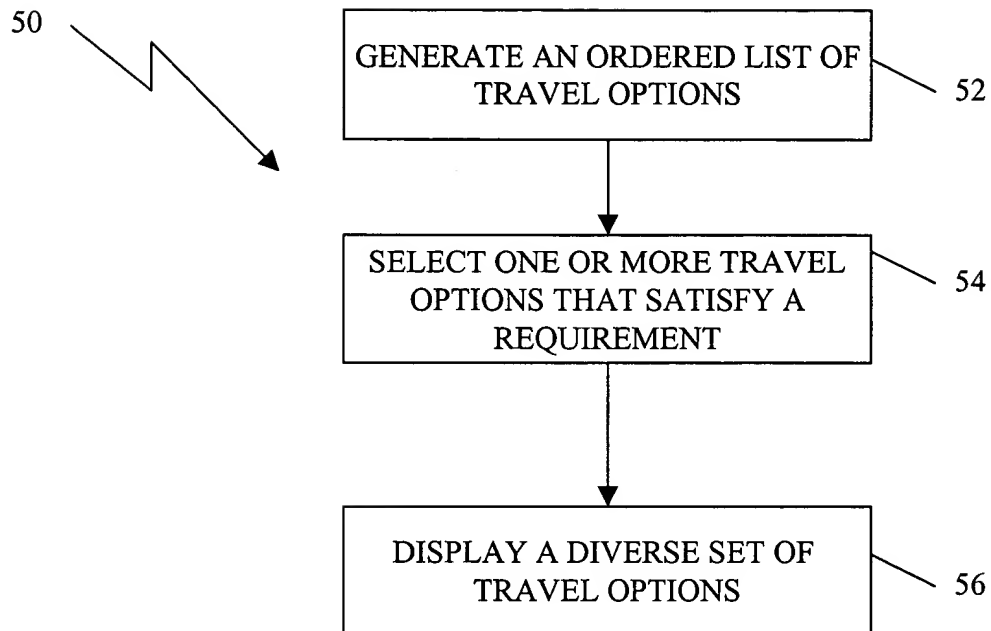 50
GENERATE AN ORDERED LIST OF
TRAVEL OPTIONS
52
SELECT ONE OR MORE TRAVEL
OPTIONS THAT SATISFY A
REQUIREMENT
54
DISPLAY A DIVERSE SET OF
TRAVEL OPTIONS
56